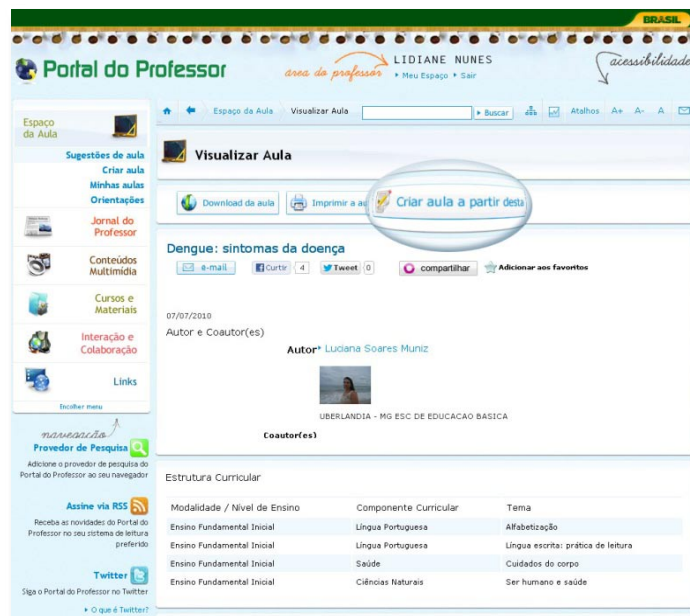 BRASIL
Portal do Professor
area do professor
LIDIANE NUNES
Meu Espaço Sair
acessibilidade
Espaço da Aula Visualizar Aula Buscar Atalhos A+ A- A
Espaço
da Aula
Sugestões de aula
Criar aula
Minhas aulas
Orientações
Jornal do
Professor
Conteúdos
Multimídia
Cursos e
Materiais
Interação e
Colaboração
Links
Encolher menu
navegação
Provedor de Pesquisa
Adicione o provedor de pesquisa do
Portal do Professor ao seu navegador
Assine via RSS
Receba as novidades do Portal do
Professor no seu sistema de leitura
preferido
Twitter
Siga o Portal do Professor no Twitter
O que é Twitter?
Visualizar Aula
Download da aula Imprimir a au Criar aula a partir desta
Dengue: sintomas da doença
e-mail Curtir 4 Tweet 0 compartilhar Adicionar aos favoritos
07/07/2010
Autor e Coautor(es)
Autor Luciana Soares Muniz
UBERLANDIA - MG ESC DE EDUCACAO BASICA
Coautor(es)
Estrutura Curricular
Modalidade / Nível de Ensino Componente Curricular Tema
Ensino Fundamental Inicial Língua Portuguesa Alfabetização
Ensino Fundamental Inicial Língua Portuguesa Língua escrita: prática de leitura
Ensino Fundamental Inicial Saúde Cuidados do corpo
Ensino Fundamental Inicial Ciências Naturais Ser humano e saúde